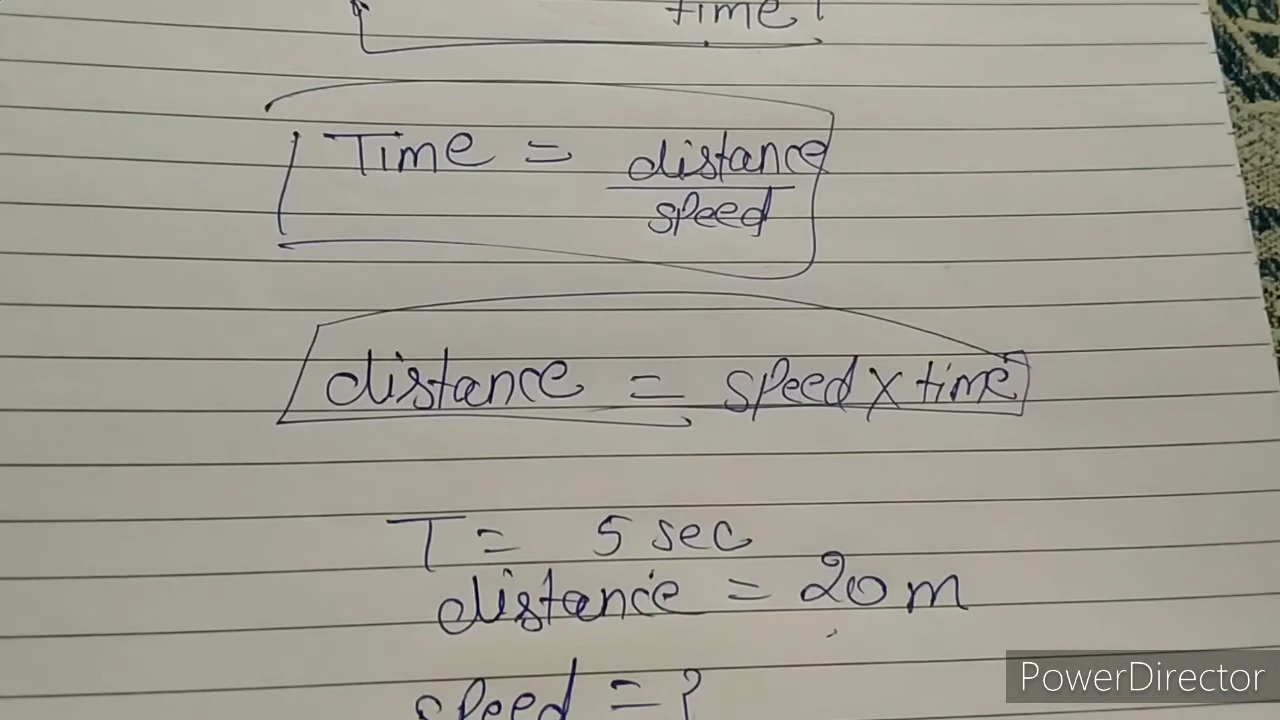 time
Time = distance
speed
distance = speed X time
T = 5 sec
distance = 20 m
speed = ?
PowerDirector